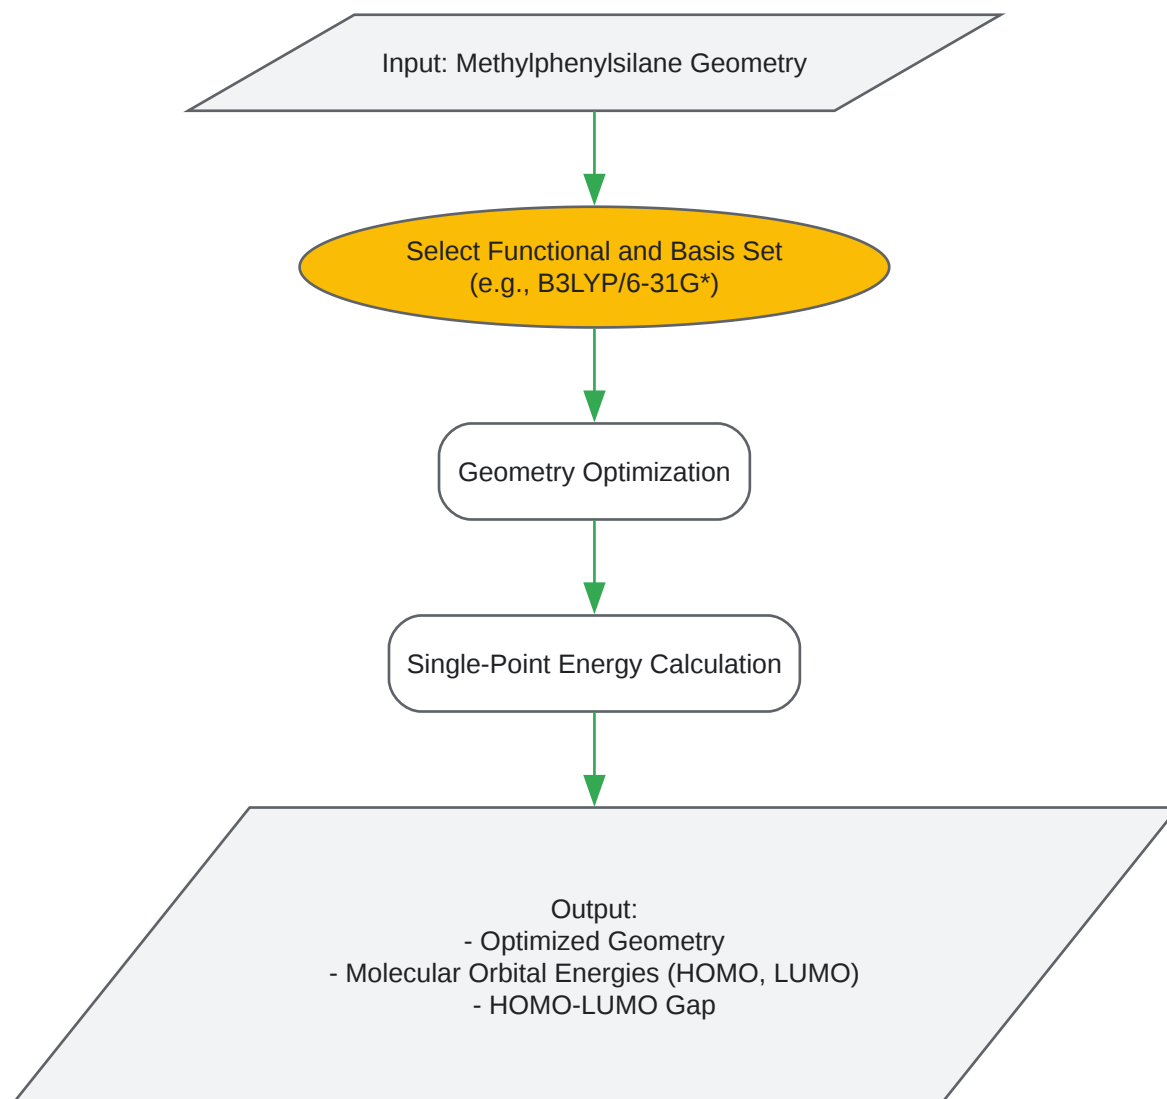 Input: Methylphenylsilane Geometry
Select Functional and Basis Set
(e.g., B3LYP/6-31G*)
Geometry Optimization
Single-Point Energy Calculation
Output:
- Optimized Geometry
- Molecular Orbital Energies (HOMO, LUMO)
- HOMO-LUMO Gap